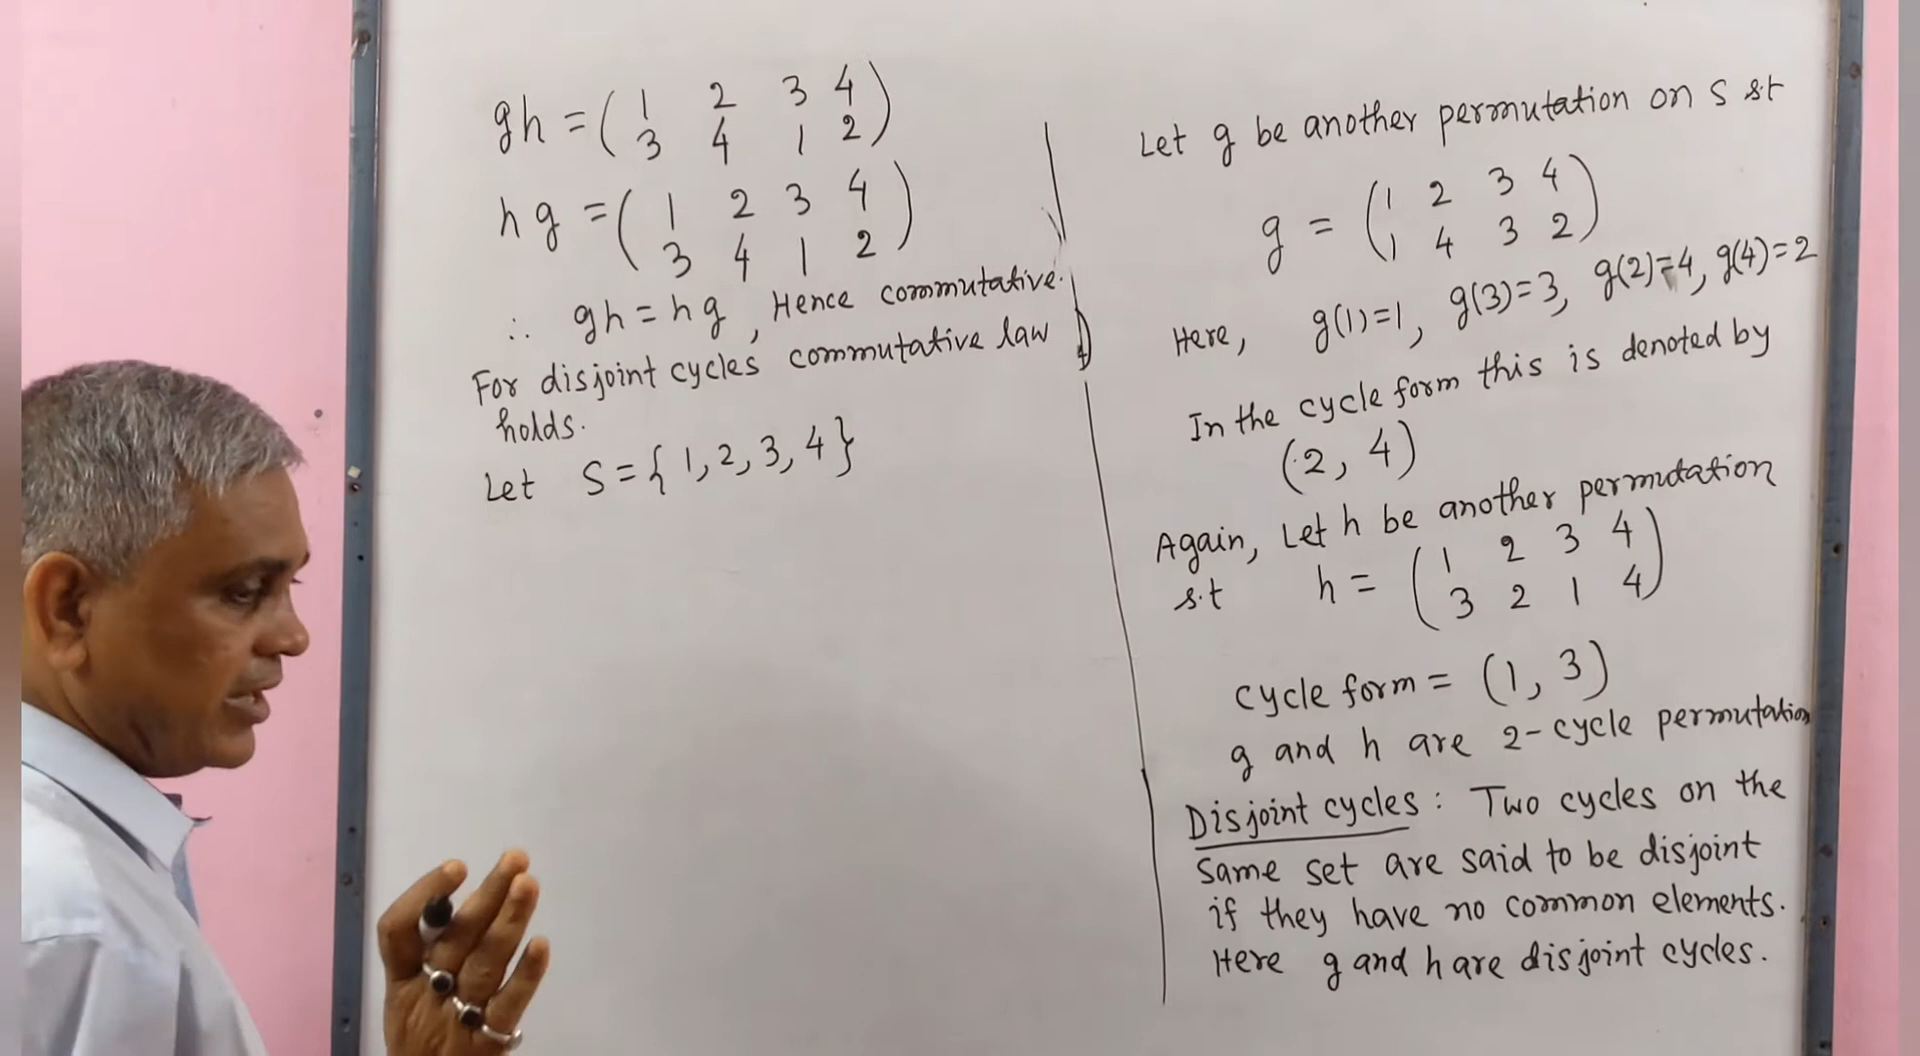 gh = ( 1 2 3 4 )
( 3 4 1 2 )
hg = ( 1 2 3 4 )
( 3 4 1 2 )
∴ gh = hg, Hence commutative.
For disjoint cycles commutative law
holds.
Let S = { 1, 2, 3, 4 }
Let g be another permutation on S s.t
g = ( 1 2 3 4 )
( 1 4 3 2 )
Here, g(1)=1, g(3)=3, g(2)=4, g(4)=2
In the cycle form this is denoted by
(2, 4)
Again, Let h be another permutation
s.t h = ( 1 2 3 4 )
( 3 2 1 4 )
cycle form = (1, 3)
g and h are 2-cycle permutation
Disjoint cycles : Two cycles on the
same set are said to be disjoint
if they have no common elements.
Here g and h are disjoint cycles.